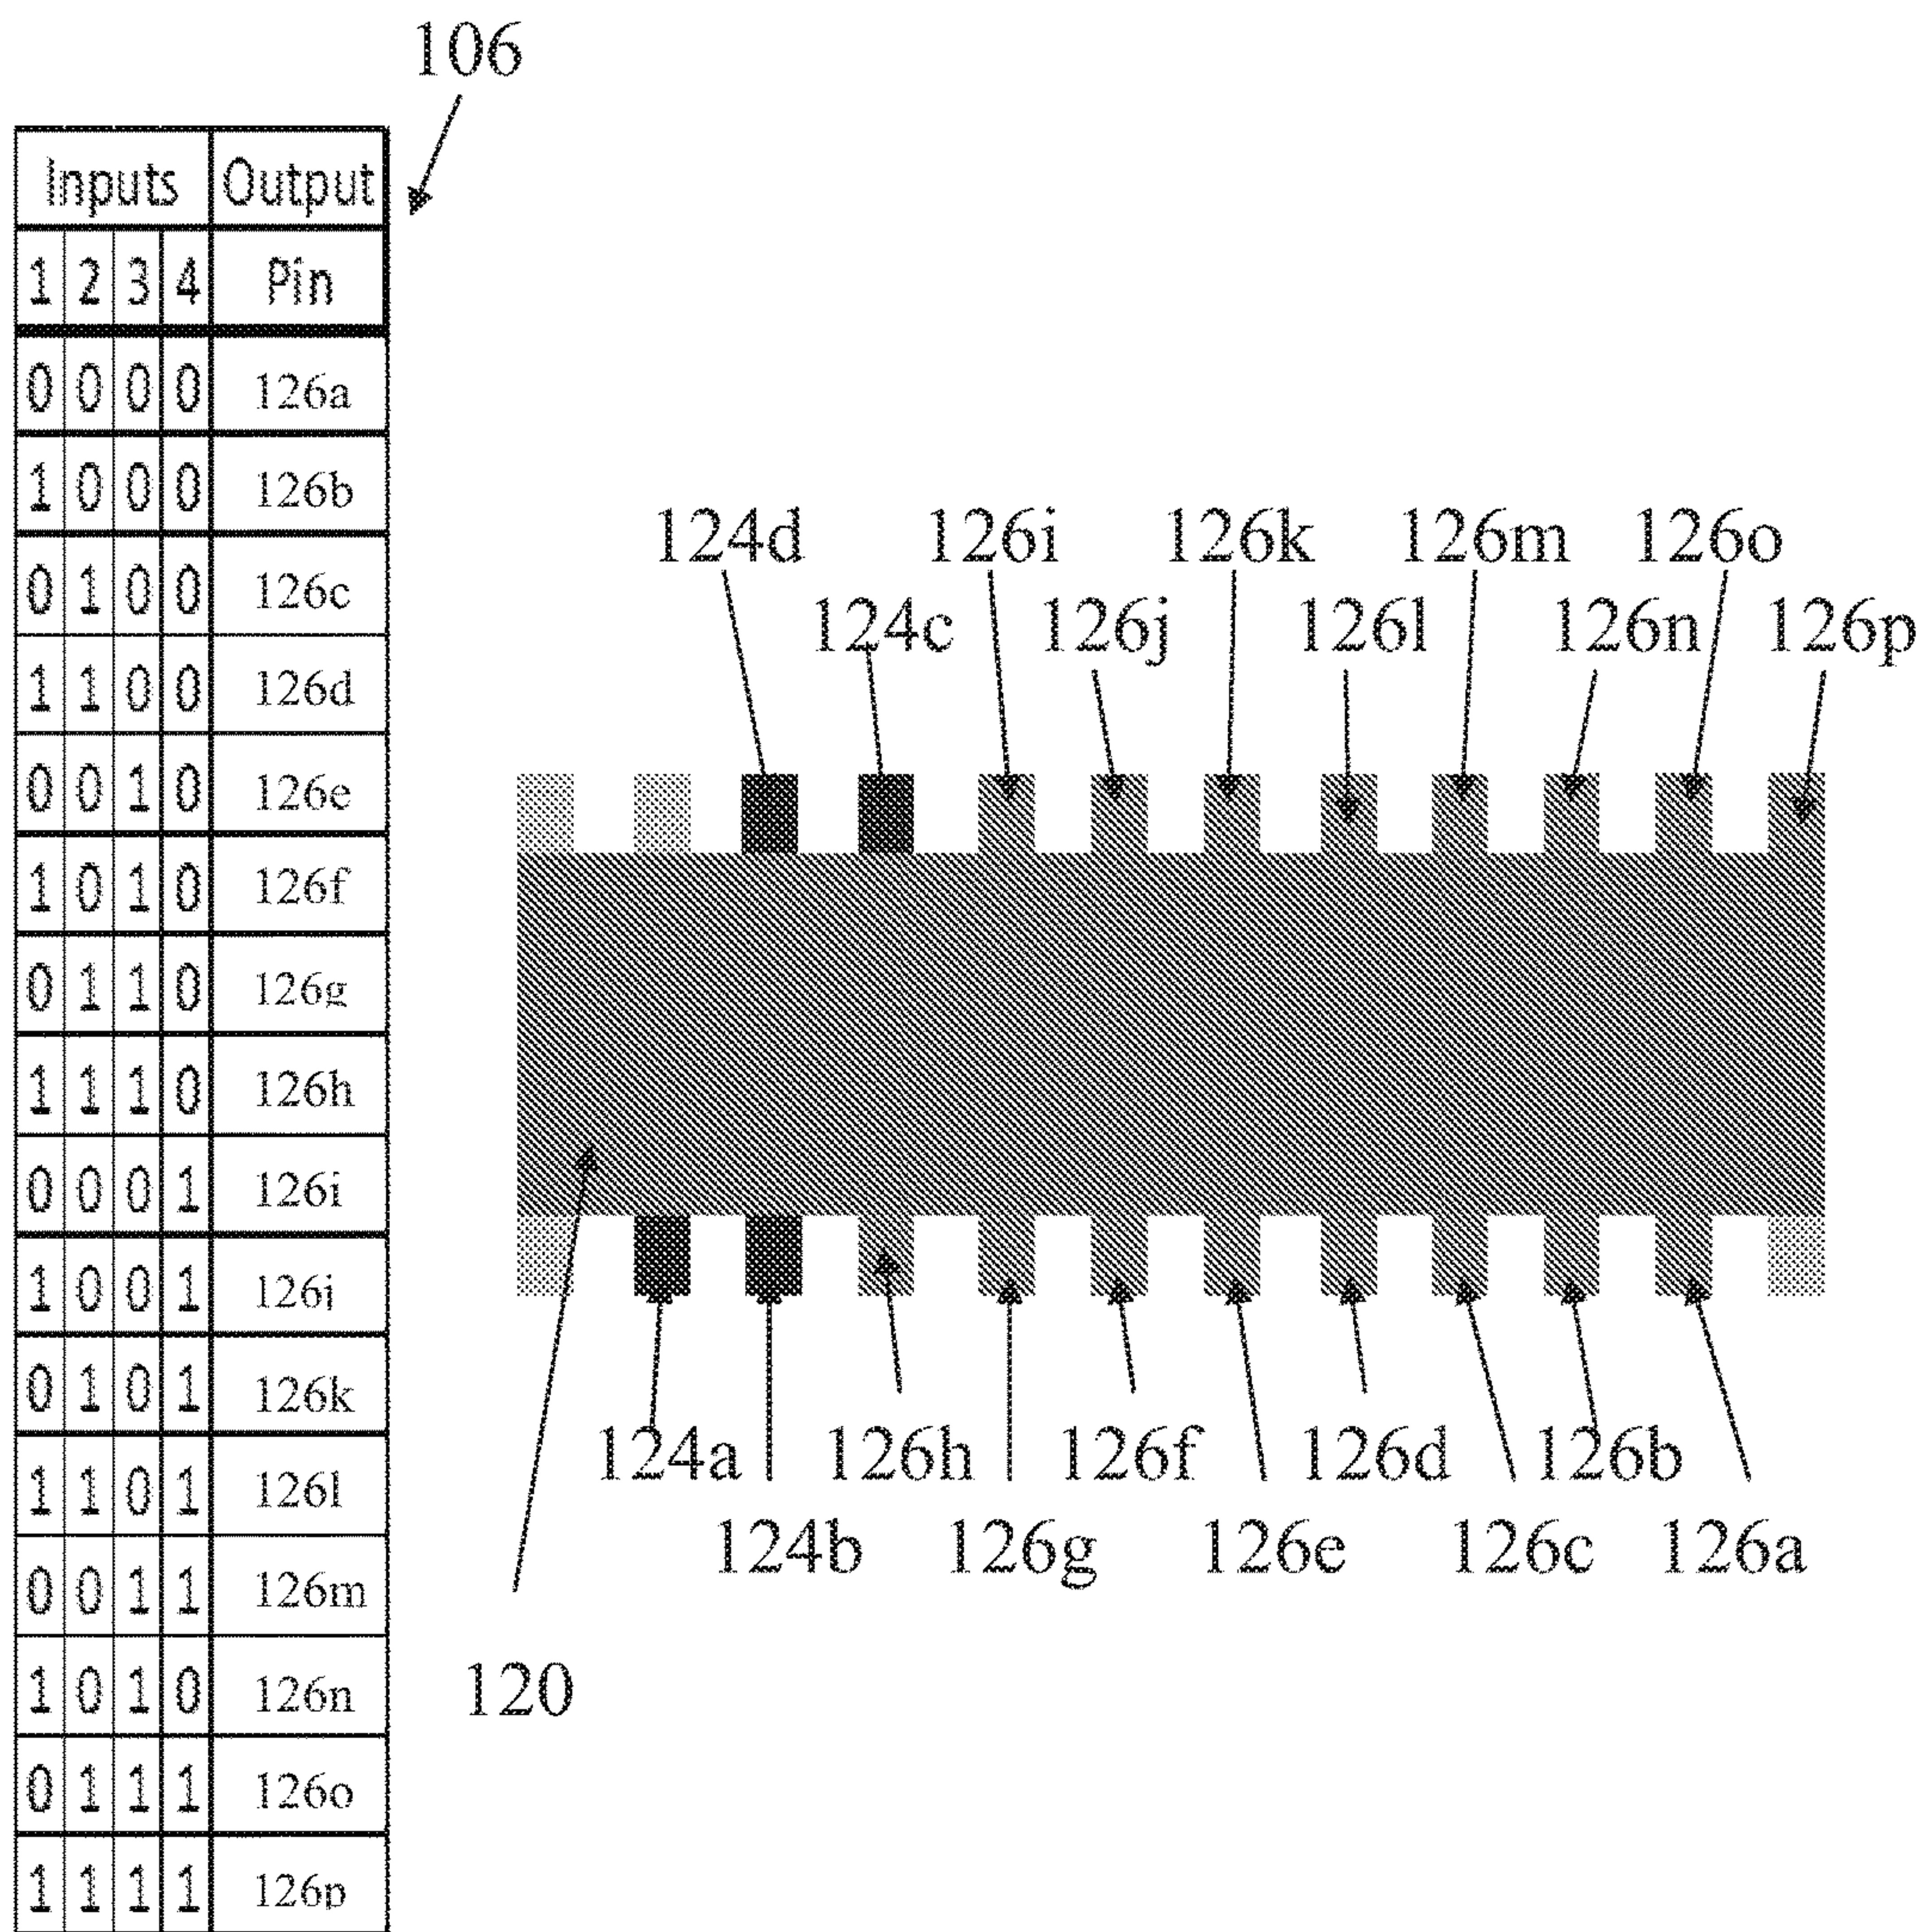 106
Inputs Output
1 2 3 4 Pin
0 0 0 0 126a
1 0 0 0 126b
0 1 0 0 126c
1 1 0 0 126d
0 0 1 0 126e
1 0 1 0 126f
0 1 1 0 126g
1 1 1 0 126h
0 0 0 1 126i
1 0 0 1 126j
0 1 0 1 126k
1 1 0 1 126l
0 0 1 1 126m
1 0 1 0 126n
0 1 1 1 126o
1 1 1 1 126p
124d 126i 126k 126m 126o
124c 126j 126l 126n 126p
124a 126h 126f 126d 126b
124b 126g 126e 126c 126a
120